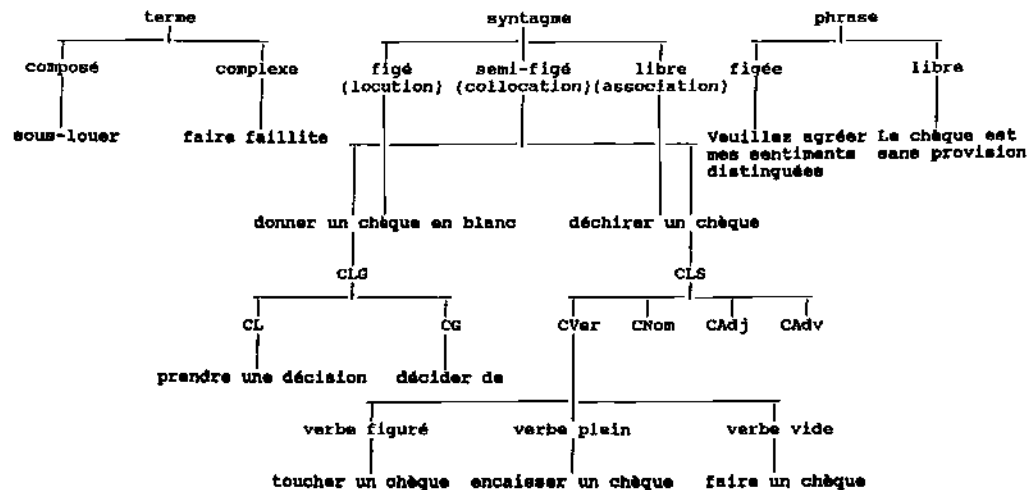 terme syntagme phrase
composé complexe figé semi-figé libre figée libre
(locution) (collocation) (association)
sous-louer faire faillite Veuillez agréer Le chèque est
mes sentiments sans provision
distinguées
donner un chèque en blanc déchirer un chèque
CLG CLS
CL CG CVer CNom CAdj CAdv
prendre une décision décider de
verbe figuré verbe plein verbe vide
toucher un chèque encaisser un chèque faire un chèque